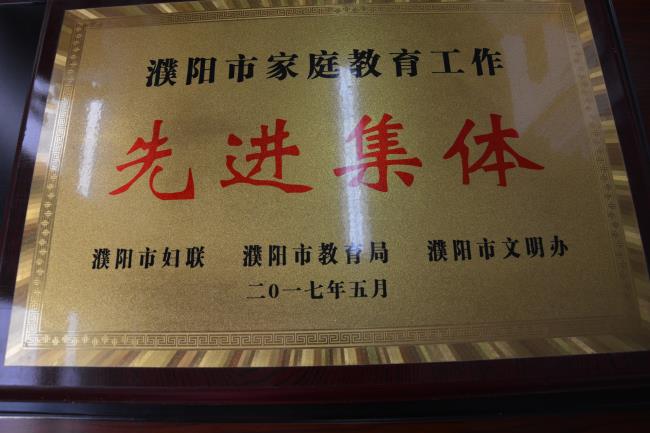 濮阳市家庭教育工作
先进集体
濮阳市妇联 濮阳市教育局 濮阳市文明办
二〇一七年五月